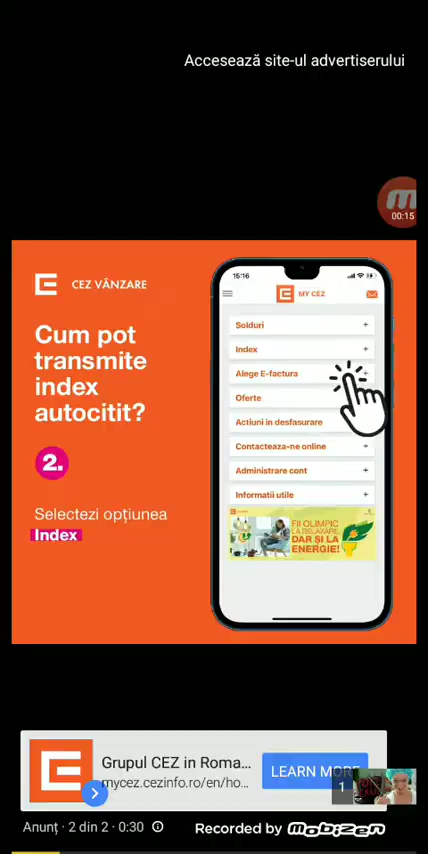 Accesează site-ul advertiserului
00:15
CEZ VÂNZARE
Cum pot
transmite
index
autocitit?
2.
Selectezi opțiunea
Index
15:16
MY CEZ
Solduri +
Index +
Alege E-factura +
Oferte
Actiuni in desfasurare
Contacteaza-ne online +
Administrare cont +
Informatii utile +
FII OLIMPIC
LA RELAXARE,
DAR ȘI LA
ENERGIE!
Grupul CEZ in Roma...
mycez.cezinfo.ro/en/ho...
LEARN MORE
1
Anunț · 2 din 2 · 0:30
Recorded by mobizen